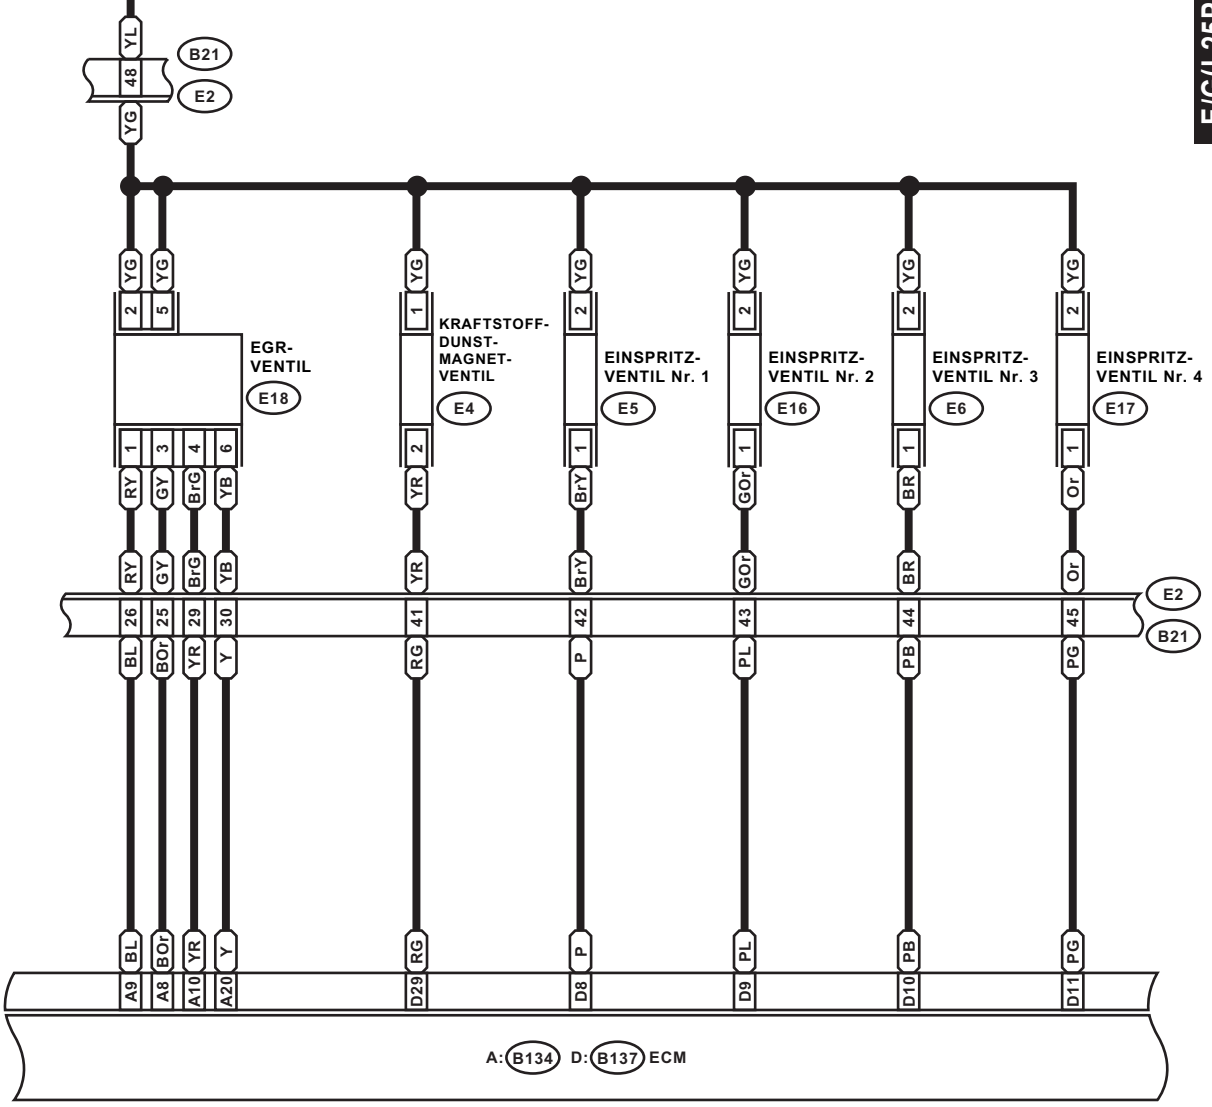 YL
48
YG
B21
E2
E/C(L25B
YG YG YG YG YG YG YG
2 5 1 2 2 2 2
EGR-
VENTIL
E18
KRAFTSTOFF-
DUNST-
MAGNET-
VENTIL
E4
EINSPRITZ-
VENTIL Nr. 1
E5
EINSPRITZ-
VENTIL Nr. 2
E16
EINSPRITZ-
VENTIL Nr. 3
E6
EINSPRITZ-
VENTIL Nr. 4
E17
1 3 4 6 2 1 1 1 1
RY GY BrG YB YR BrY GOr BR Or
RY GY BrG YB YR BrY GOr BR Or
E2
26 25 29 30 41 42 43 44 45
B21
BL BOr YR Y RG P PL PB PG
BL BOr YR Y RG P PL PB PG
A9 A8 A10 A20 D29 D8 D9 D10 D11
A: B134 D: B137 ECM